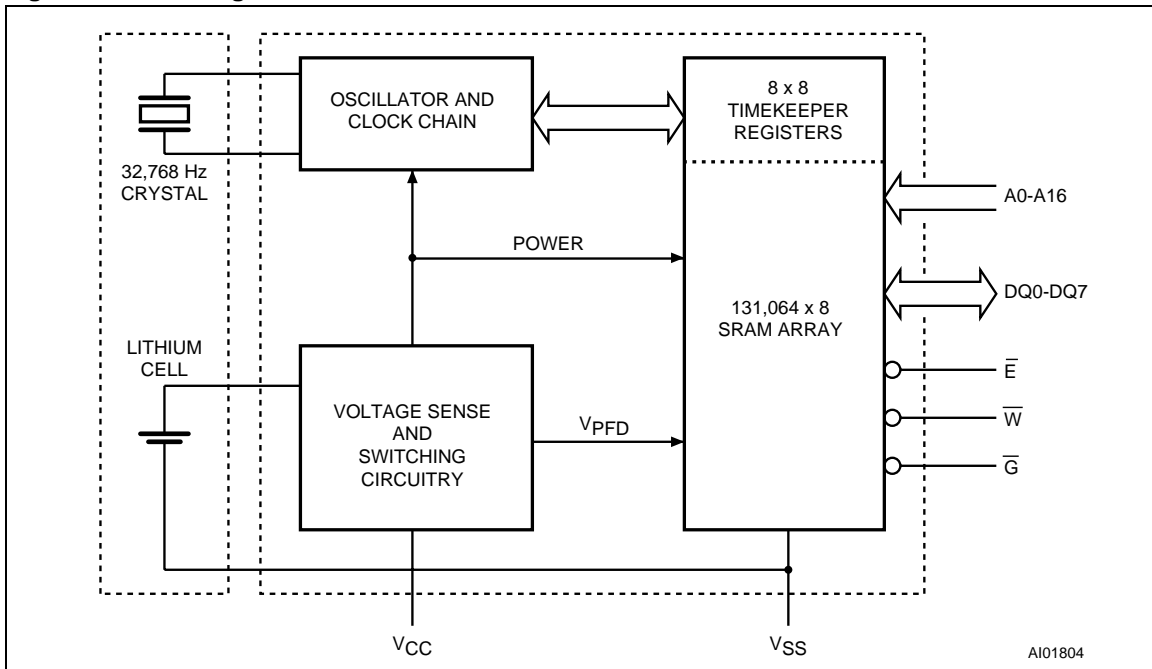 OSCILLATOR AND
CLOCK CHAIN
8 x 8
TIMEKEEPER
REGISTERS
32,768 Hz
CRYSTAL
A0-A16
POWER
DQ0-DQ7
131,064 x 8
SRAM ARRAY
LITHIUM
CELL
E̅
VOLTAGE SENSE
AND
SWITCHING
CIRCUITRY
VPFD
W̅
G̅
VCC
VSS
AI01804